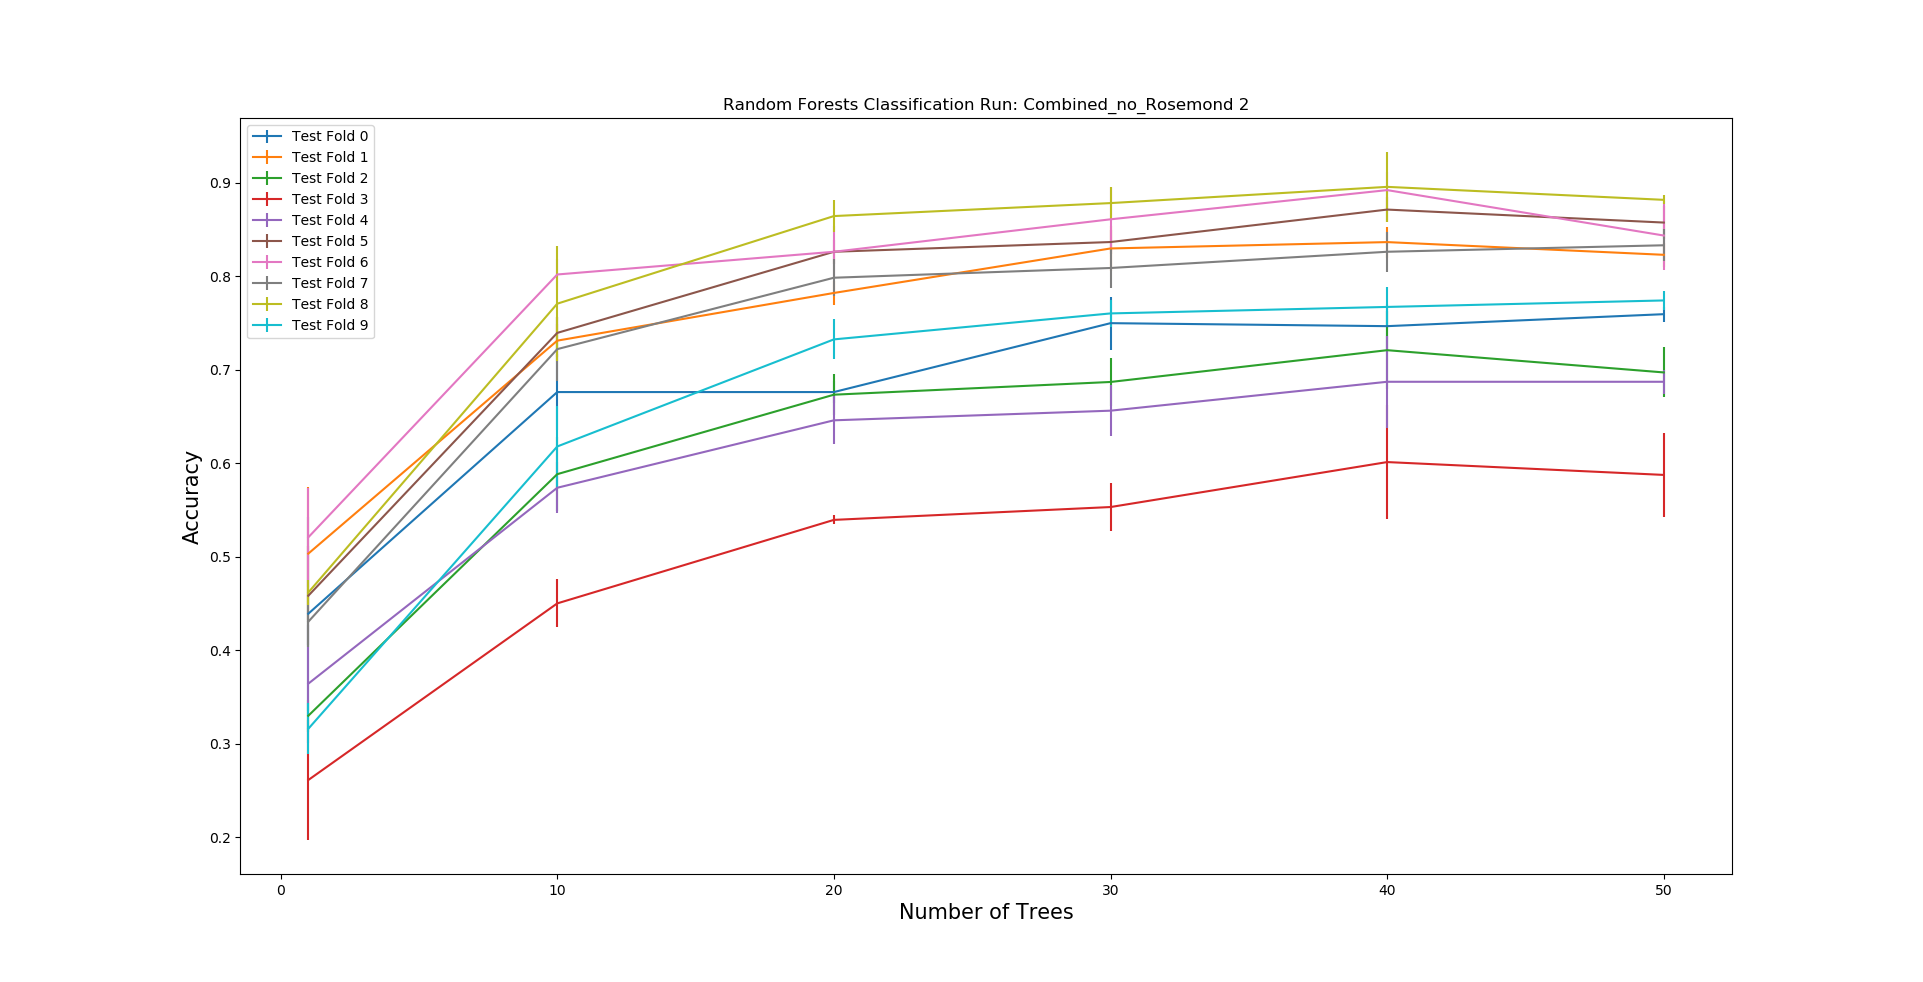 Random Forests Classification Run: Combined_no_Rosemond 2
Test Fold 0
Test Fold 1
Test Fold 2
Test Fold 3
Test Fold 4
Test Fold 5
Test Fold 6
Test Fold 7
Test Fold 8
Test Fold 9
0.9
0.8
0.7
0.6
0.5
0.4
0.3
0.2
Accuracy
0
10
20
30
40
50
Number of Trees